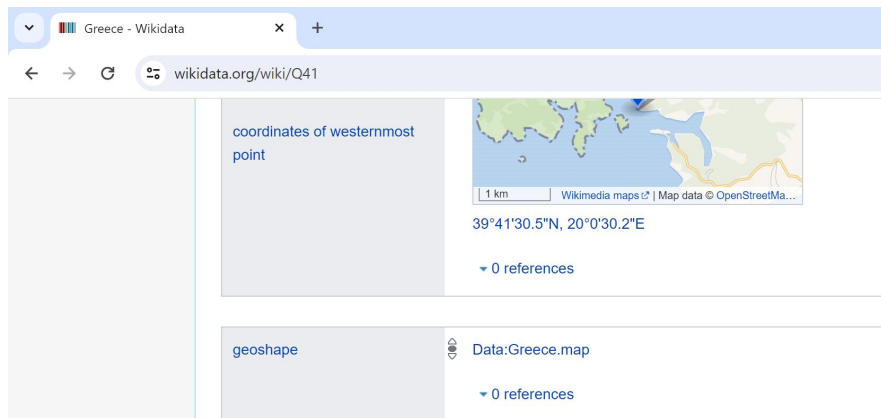 Greece - Wikidata
wikidata.org/wiki/Q41
coordinates of westernmost
point
1 km
Wikimedia maps | Map data © OpenStreetMa...
39°41'30.5"N, 20°0'30.2"E
0 references
geoshape
Data:Greece.map
0 references